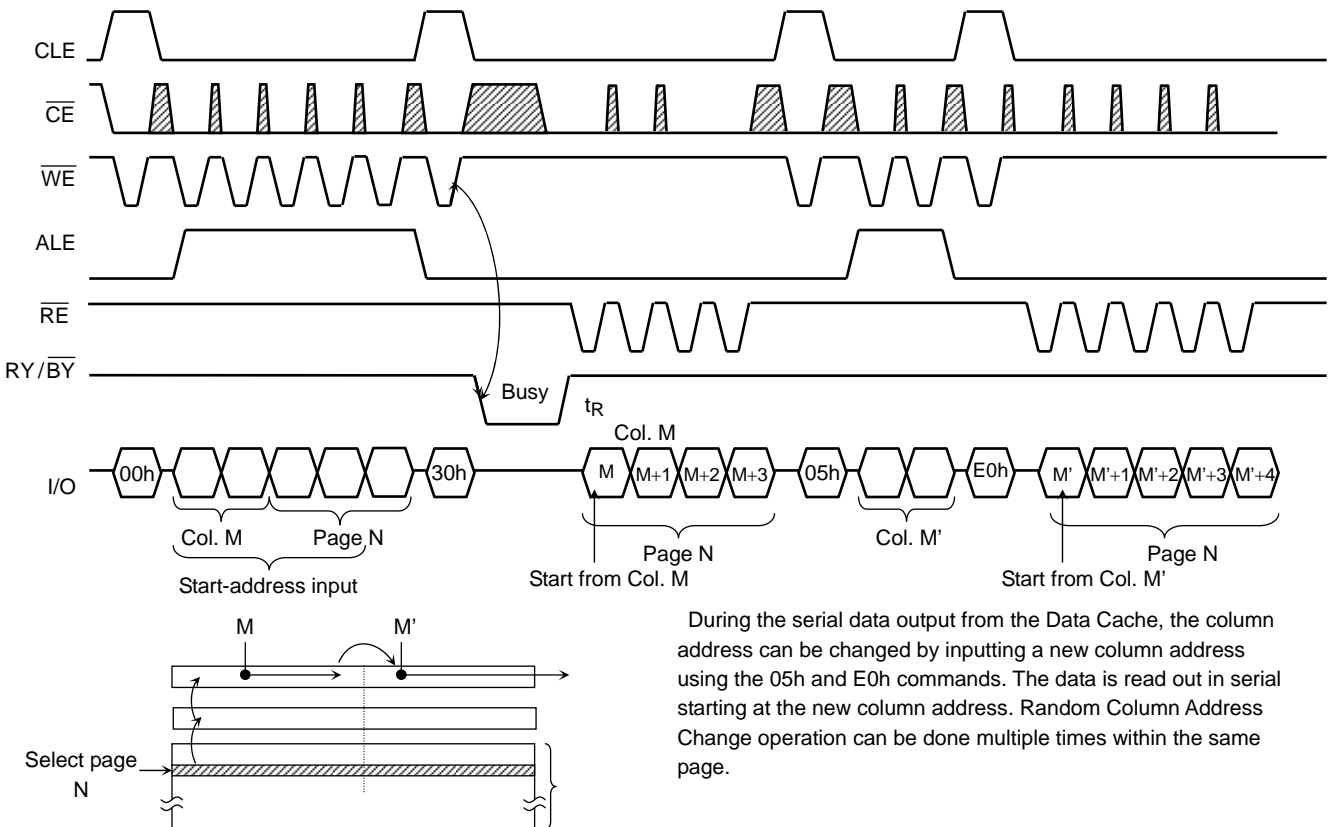 CLE
CE
WE
ALE
RE
RY/BY
Busy
tR
Col. M
I/O
00h
30h
M
M+1
M+2
M+3
05h
E0h
M'
M'+1
M'+2
M'+3
M'+4
Col. M
Page N
Start-address input
Page N
Start from Col. M
Col. M'
Page N
Start from Col. M'
M
M'
Select page
N
During the serial data output from the Data Cache, the column
address can be changed by inputting a new column address
using the 05h and E0h commands. The data is read out in serial
starting at the new column address. Random Column Address
Change operation can be done multiple times within the same
page.